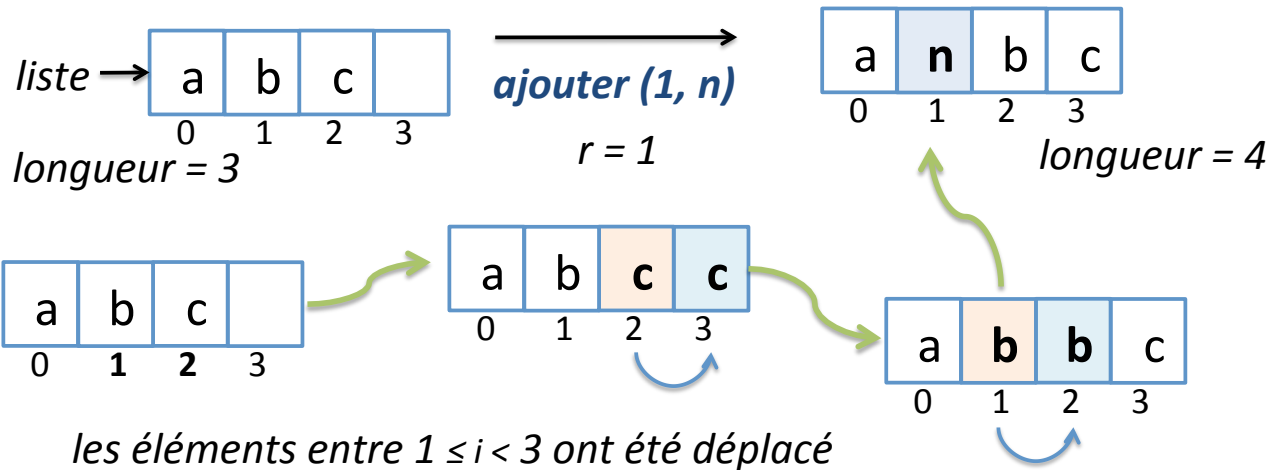 liste a b c
0 1 2 3
longueur = 3
ajouter (1, n)
r = 1
a n b c
0 1 2 3
longueur = 4
a b c
0 1 2 3
a b c c
0 1 2 3
a b b c
0 1 2 3
les éléments entre 1 ≤ i < 3 ont été déplacé